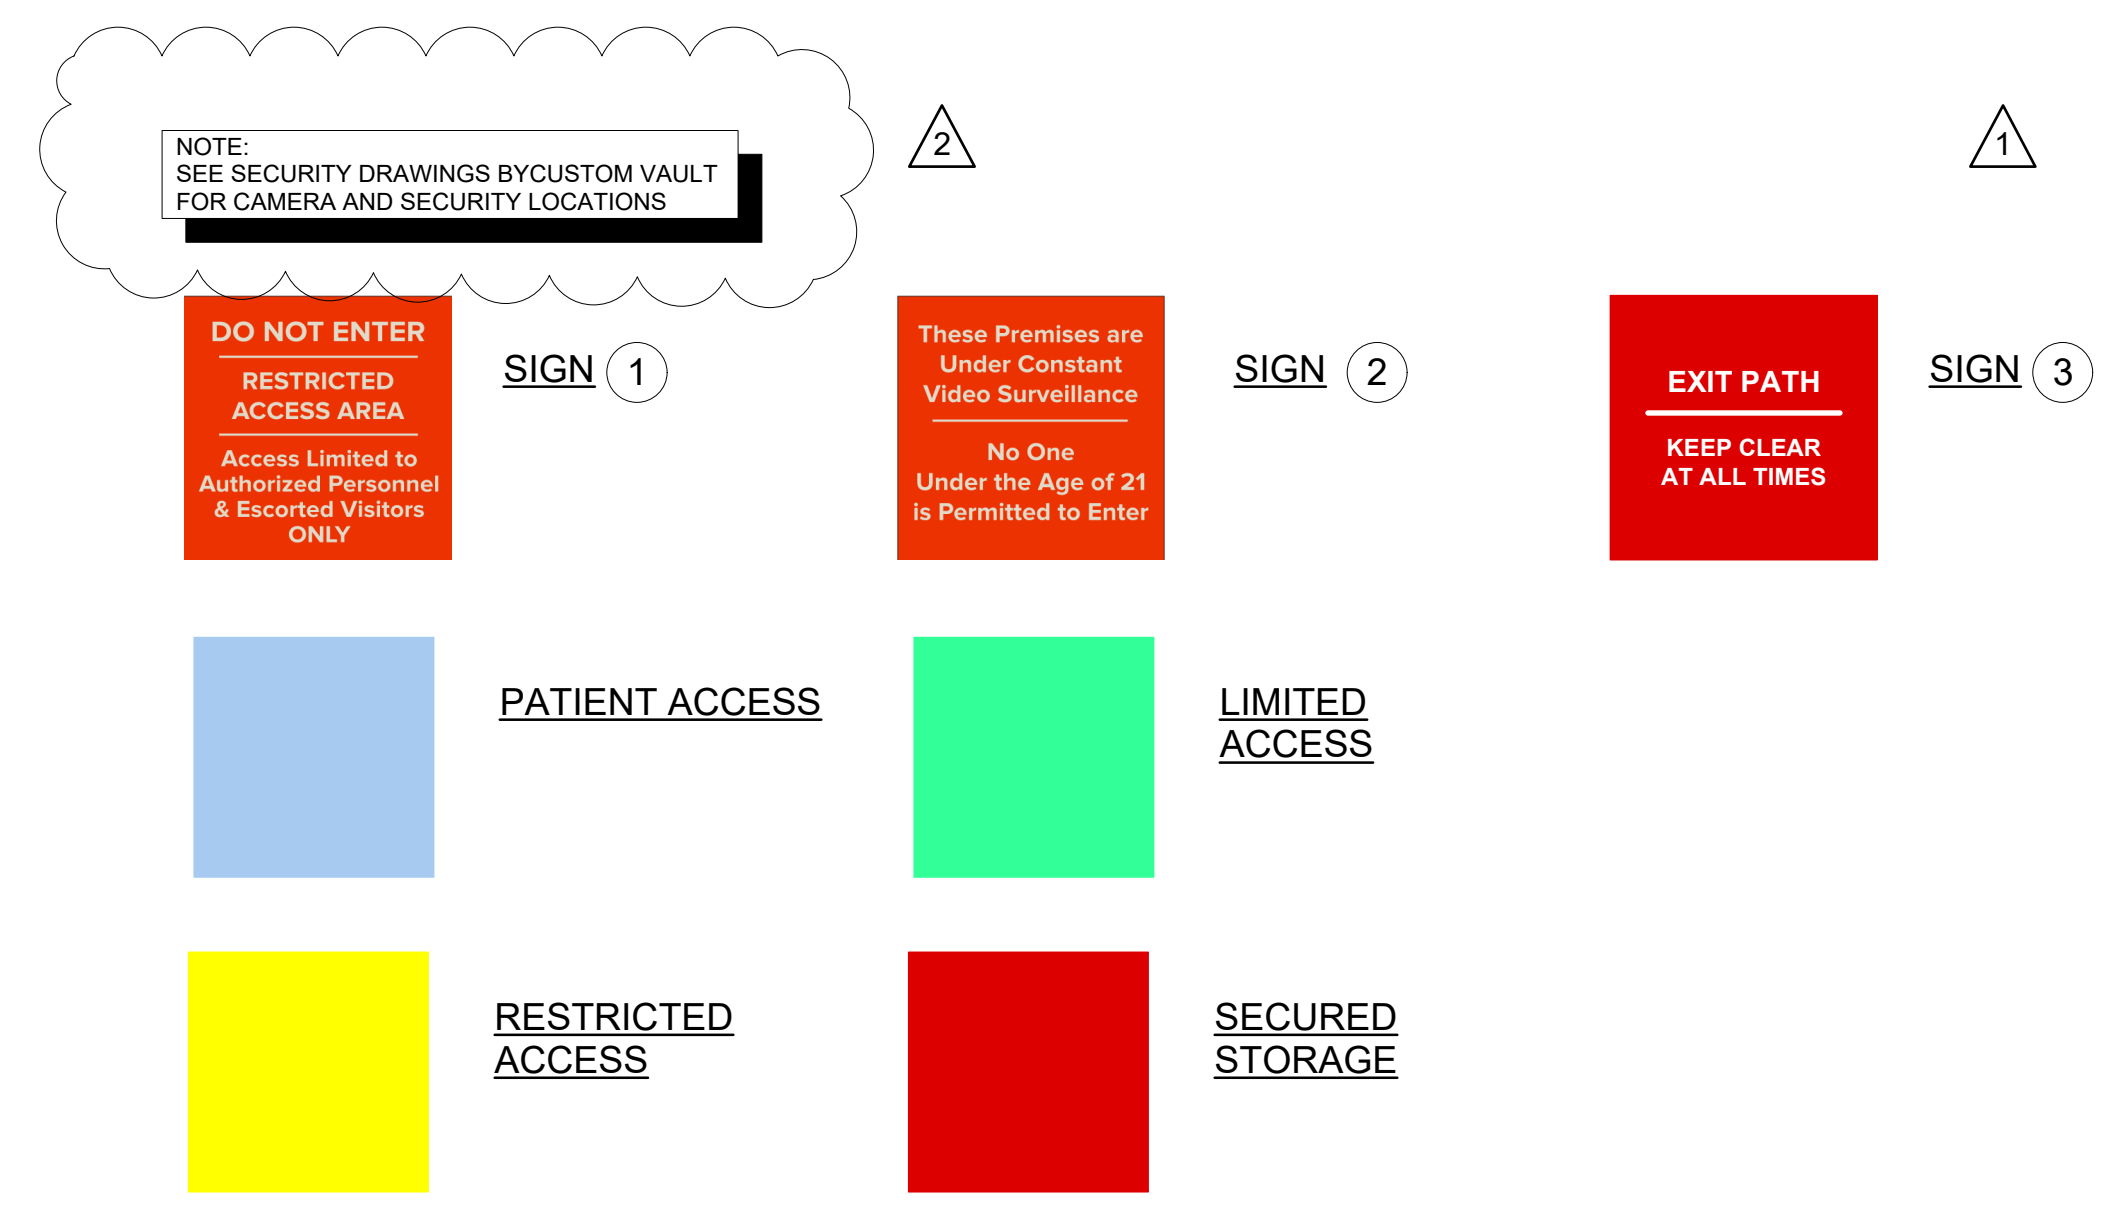 NOTE:
SEE SECURITY DRAWINGS BYCUSTOM VAULT
FOR CAMERA AND SECURITY LOCATIONS
2
1
DO NOT ENTER
RESTRICTED
ACCESS AREA
Access Limited to
Authorized Personnel
& Escorted Visitors
ONLY
SIGN 1
These Premises are
Under Constant
Video Surveillance
No One
Under the Age of 21
is Permitted to Enter
SIGN 2
EXIT PATH
KEEP CLEAR
AT ALL TIMES
SIGN 3
PATIENT ACCESS
LIMITED
ACCESS
RESTRICTED
ACCESS
SECURED
STORAGE